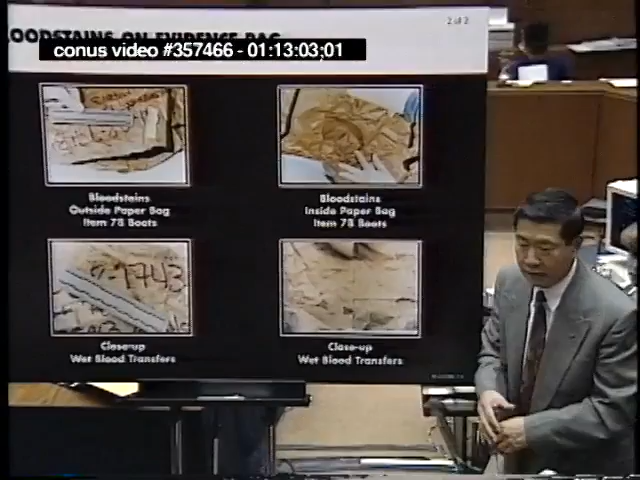 2 of 2
BLOODSTAINS ON EVIDENCE BAG
conus video #357466 - 01:13:03;01
Bloodstains
Outside Paper Bag
Item 78 Boots
Bloodstains
Inside Paper Bag
Item 78 Boots
1743
Close-up
Wet Blood Transfers
Close-up
Wet Blood Transfers